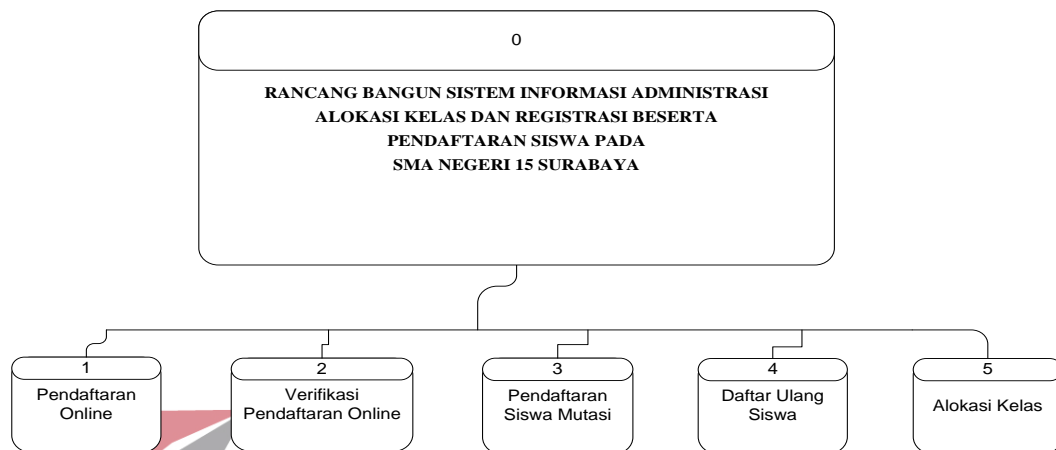 0
RANCANG BANGUN SISTEM INFORMASI ADMINISTRASI
ALOKASI KELAS DAN REGISTRASI BESERTA
PENDAFTARAN SISWA PADA
SMA NEGERI 15 SURABAYA
1
Pendaftaran
Online
2
Verifikasi
Pendaftaran Online
3
Pendaftaran
Siswa Mutasi
4
Daftar Ulang
Siswa
5
Alokasi Kelas